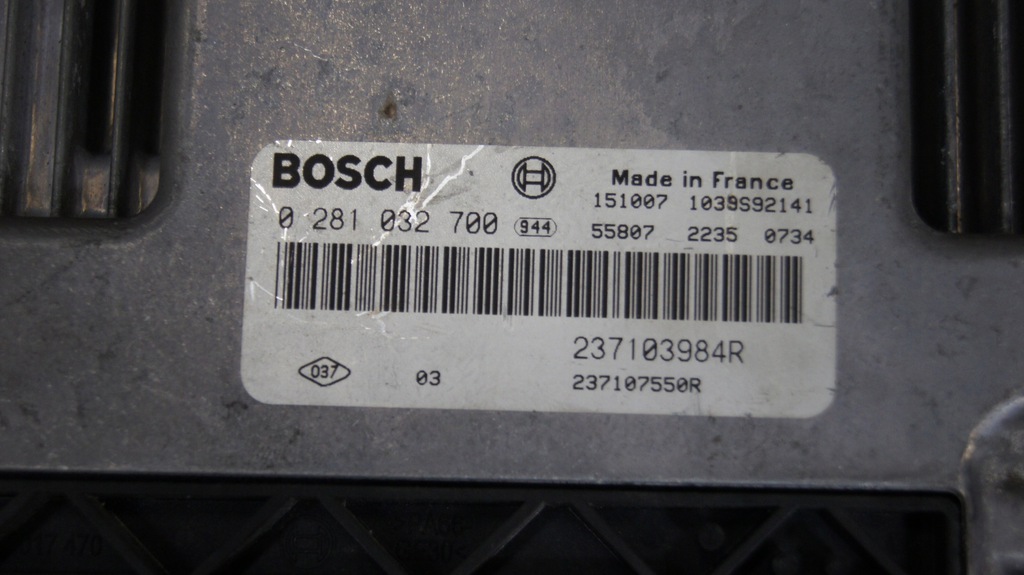 BOSCH
Made in France
151007 1039S92141
0 281 032 700 944 55807 2235 0734
237103984R
037 03 237107550R